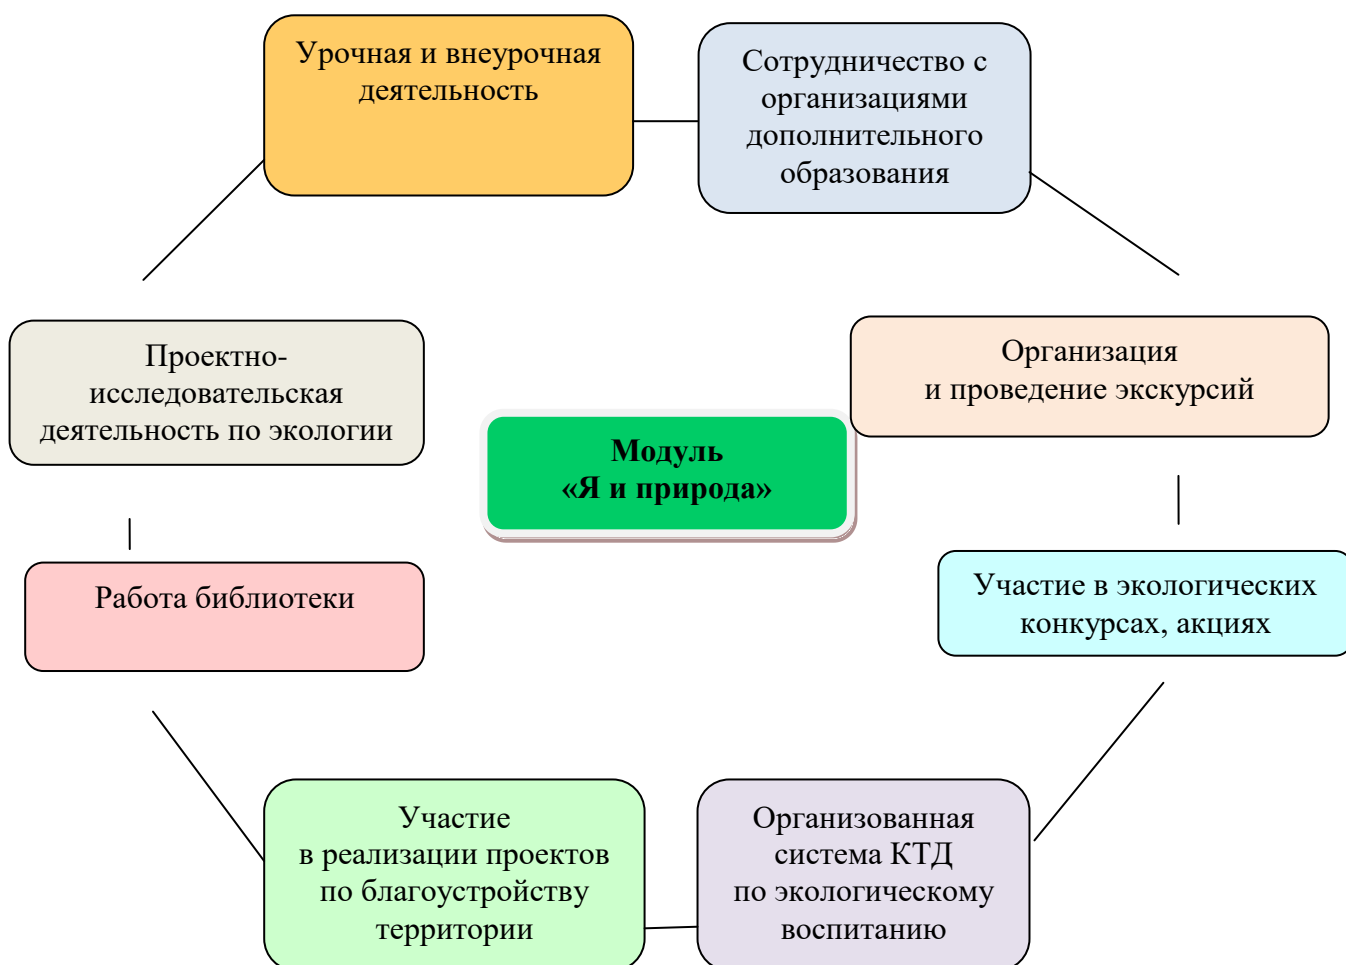 Урочная и внеурочная
деятельность
Сотрудничество с
организациями
дополнительного
образования
Проектно-
исследовательская
деятельность по экологии
Организация
и проведение экскурсий
Модуль
«Я и природа»
Работа библиотеки
Участие в экологических
конкурсах, акциях
Участие
в реализации проектов
по благоустройству
территории
Организованная
система КТД
по экологическому
воспитанию